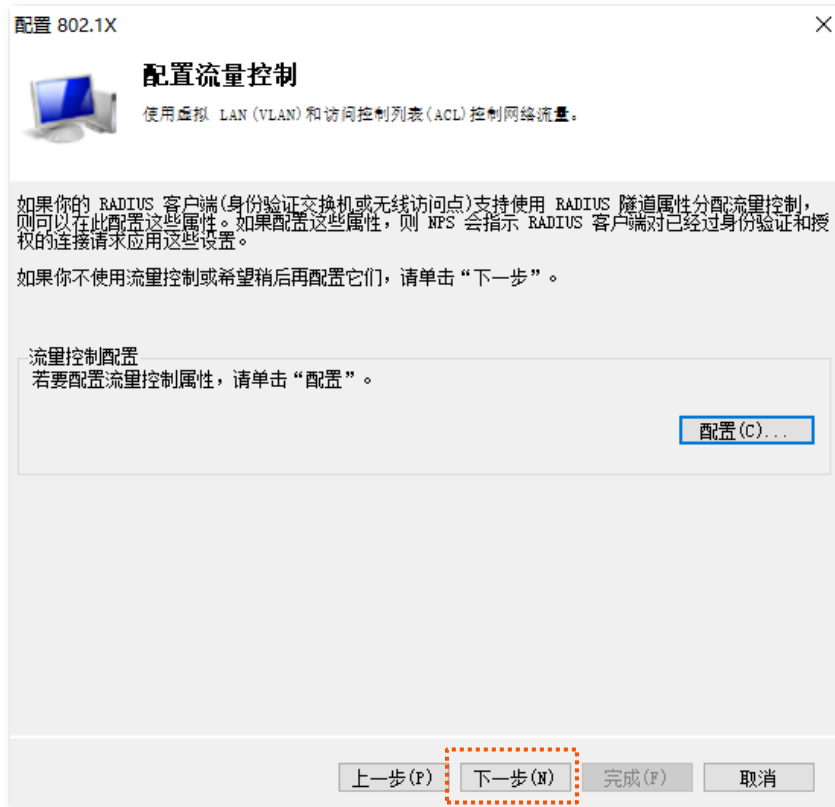 配置 802.1X
配置流量控制
使用虚拟 LAN(VLAN)和访问控制列表(ACL)控制网络流量。
如果你的 RADIUS 客户端(身份验证交换机或无线访问点)支持使用 RADIUS 隧道属性分配流量控制，
则可以在此配置这些属性。如果配置这些属性，则 NPS 会指示 RADIUS 客户端对已经过身份验证和授
权的连接请求应用这些设置。
如果你不使用流量控制或希望稍后再配置它们，请单击“下一步”。
流量控制配置
若要配置流量控制属性，请单击“配置”。
配置(C)...
上一步(P) 下一步(N) 完成(F) 取消